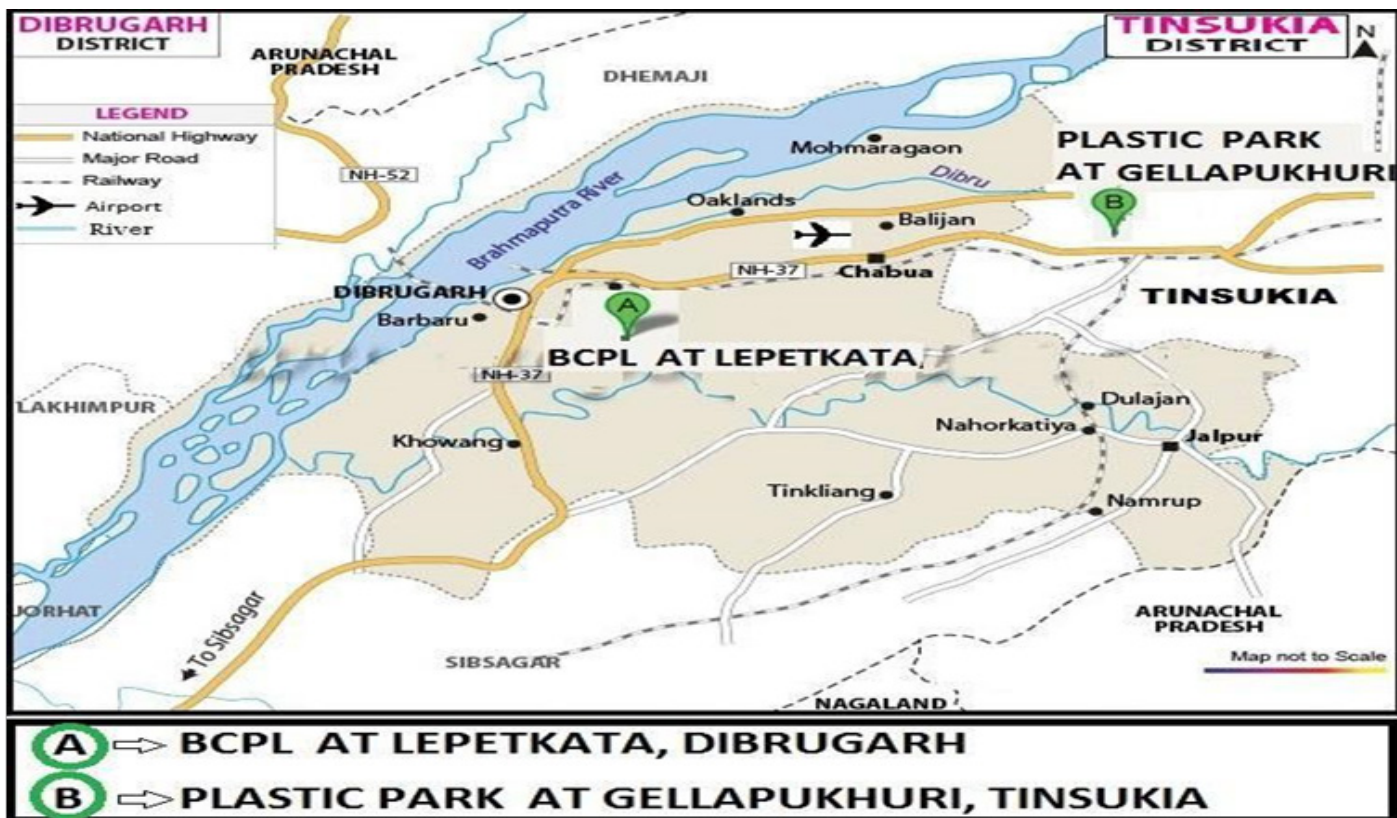 DIBRUGARH
DISTRICT
TINSUKIA
DISTRICT
N
ARUNACHAL
PRADESH
DHEMAJI
LEGEND
National Highway
Major Road
Railway
Airport
River
NH-52
Mohmaragaon
PLASTIC PARK
AT GELLAPUKHURI
Dibru
Brahmaputra River
Oaklands
B
Balijan
NH-37
Chabua
DIBRUGARH
A
TINSUKIA
Barbaru
BCPL AT LEPETKATA,
NH-37
LAKHIMPUR
Dulajan
Khowang
Nahorkatiya
Jalpur
Tinkliang
Namrup
JORHAT
To Sibsagar
ARUNACHAL
PRADESH
SIBSAGAR
Map not to Scale
NAGALAND
A BCPL AT LEPETKATA, DIBRUGARH
B PLASTIC PARK AT GELLAPUKHURI, TINSUKIA